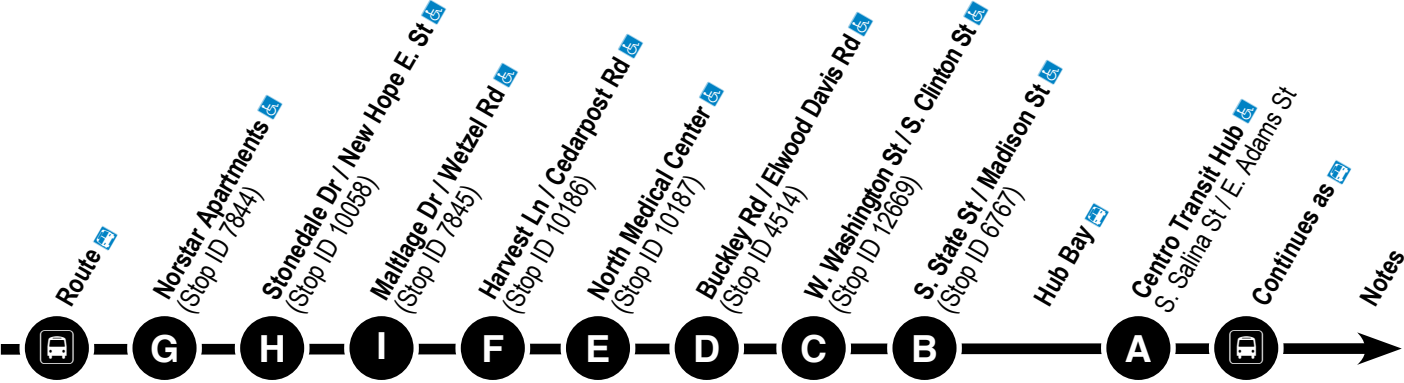 Route
Norstar Apartments
(Stop ID 7844)
Stonedale Dr / New Hope E. St
(Stop ID 10058)
Maltlage Dr / Wetzel Rd
(Stop ID 7845)
Harvest Ln / Cedarpost Rd
(Stop ID 10186)
North Medical Center
(Stop ID 10187)
Buckley Rd / Elwood Davis Rd
(Stop ID 4514)
W. Washington St / S. Clinton St
(Stop ID 12669)
S. State St / Madison St
(Stop ID 6767)
Hub Bay
Centro Transit Hub
S. Salina St / E. Adams St
Continues as
Notes
G
H
I
F
E
D
C
B
A